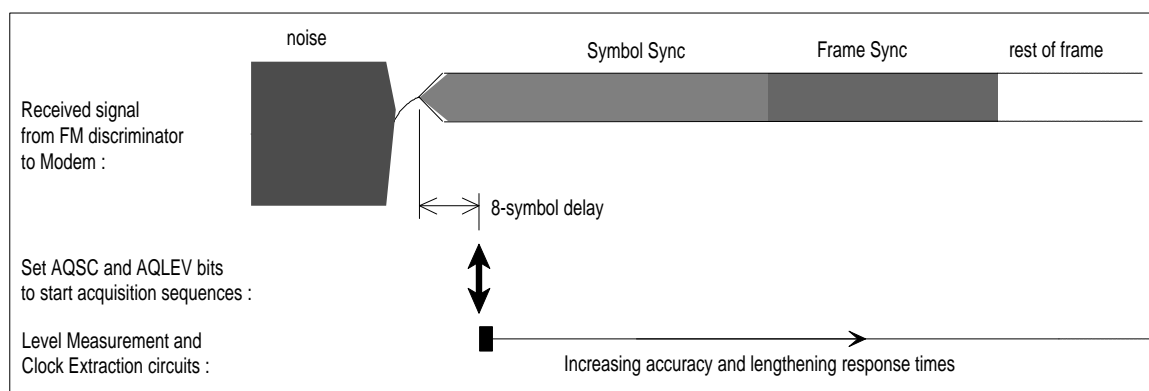 noise
Symbol Sync
Frame Sync
rest of frame
Received signal
from FM discriminator
to Modem :
8-symbol delay
Set AQSC and AQLEV bits
to start acquisition sequences :
Level Measurement and
Clock Extraction circuits :
Increasing accuracy and lengthening response times